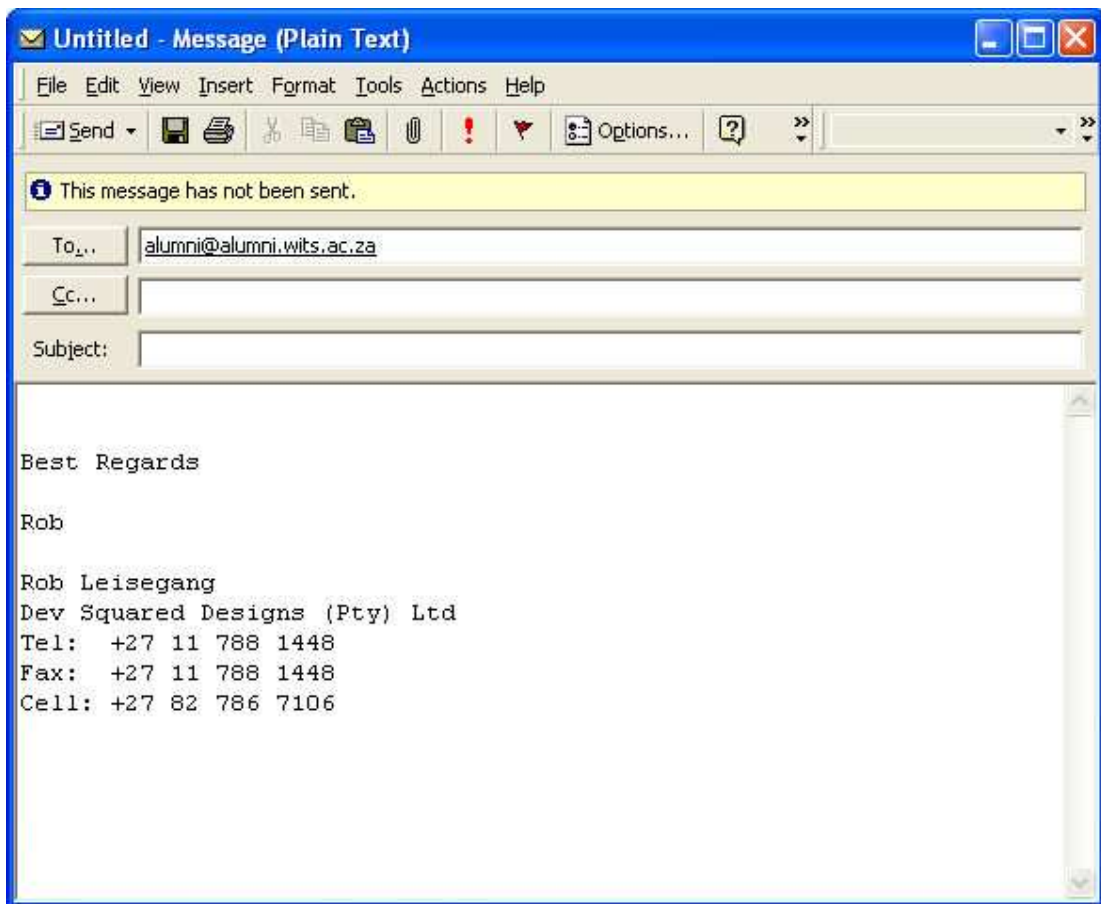 Untitled - Message (Plain Text)
File Edit View Insert Format Tools Actions Help
Send Options...
This message has not been sent.
To... alumni@alumni.wits.ac.za
Cc...
Subject:
Best Regards
Rob
Rob Leisegang
Dev Squared Designs (Pty) Ltd
Tel: +27 11 788 1448
Fax: +27 11 788 1448
Cell: +27 82 786 7106